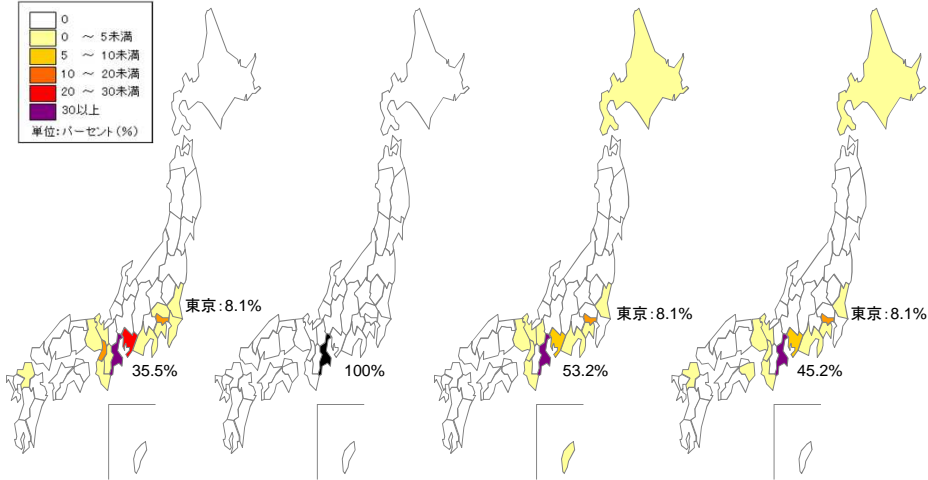 0
0 ～ 5未満
5 ～ 10未満
10 ～ 20未満
20 ～ 30未満
30以上
単位:パーセント(%)
東京:8.1%
35.5%
100%
東京:8.1%
53.2%
東京:8.1%
45.2%